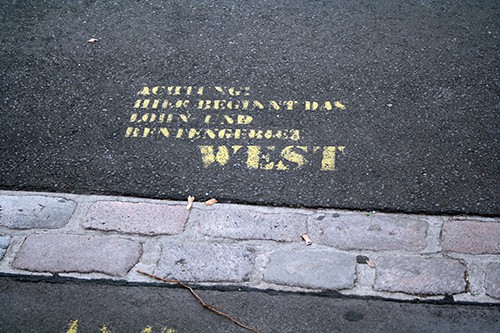 ACHTUNG!
HIER BEGINNT DAS
LOHN- UND
RENTENGEBIET
WEST